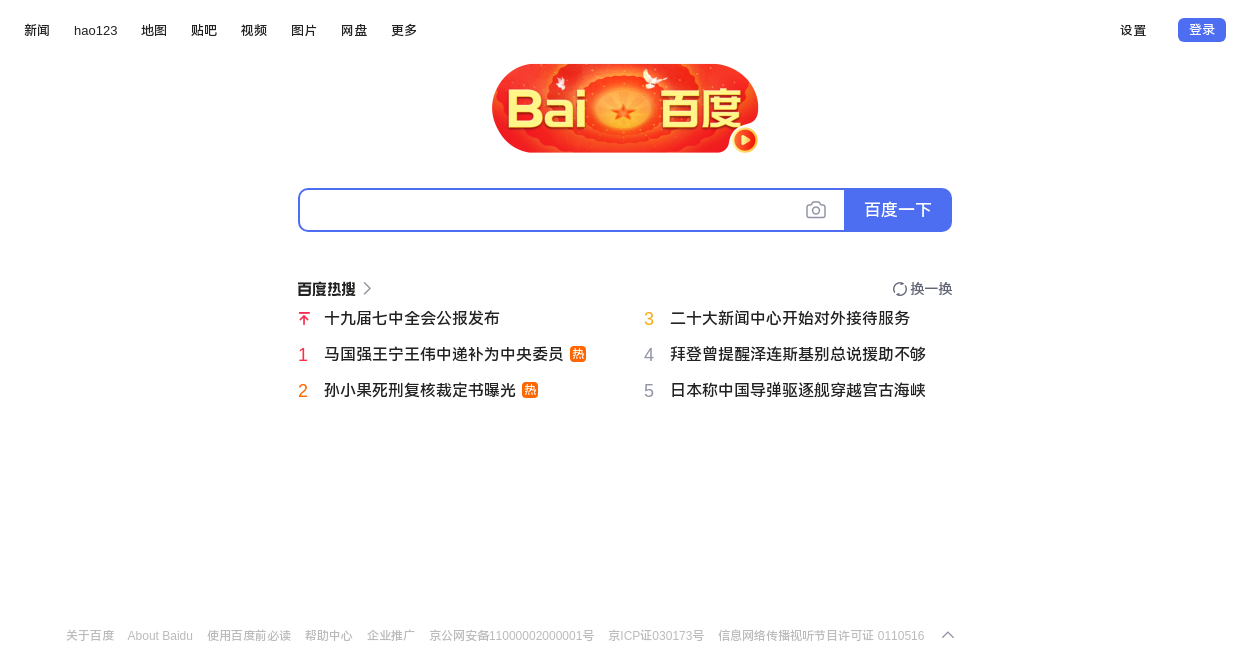 新闻 hao123 地图 贴吧 视频 图片 网盘 更多 设置 登录
Bai 百度
百度一下
百度热搜 换一换
十九届七中全会公报发布
1 马国强王宁王伟中递补为中央委员 热
2 孙小果死刑复核裁定书曝光 热
3 二十大新闻中心开始对外接待服务
4 拜登曾提醒泽连斯基别总说援助不够
5 日本称中国导弹驱逐舰穿越宫古海峡
关于百度 About Baidu 使用百度前必读 帮助中心 企业推广 京公网安备11000002000001号 京ICP证030173号 信息网络传播视听节目许可证 0110516